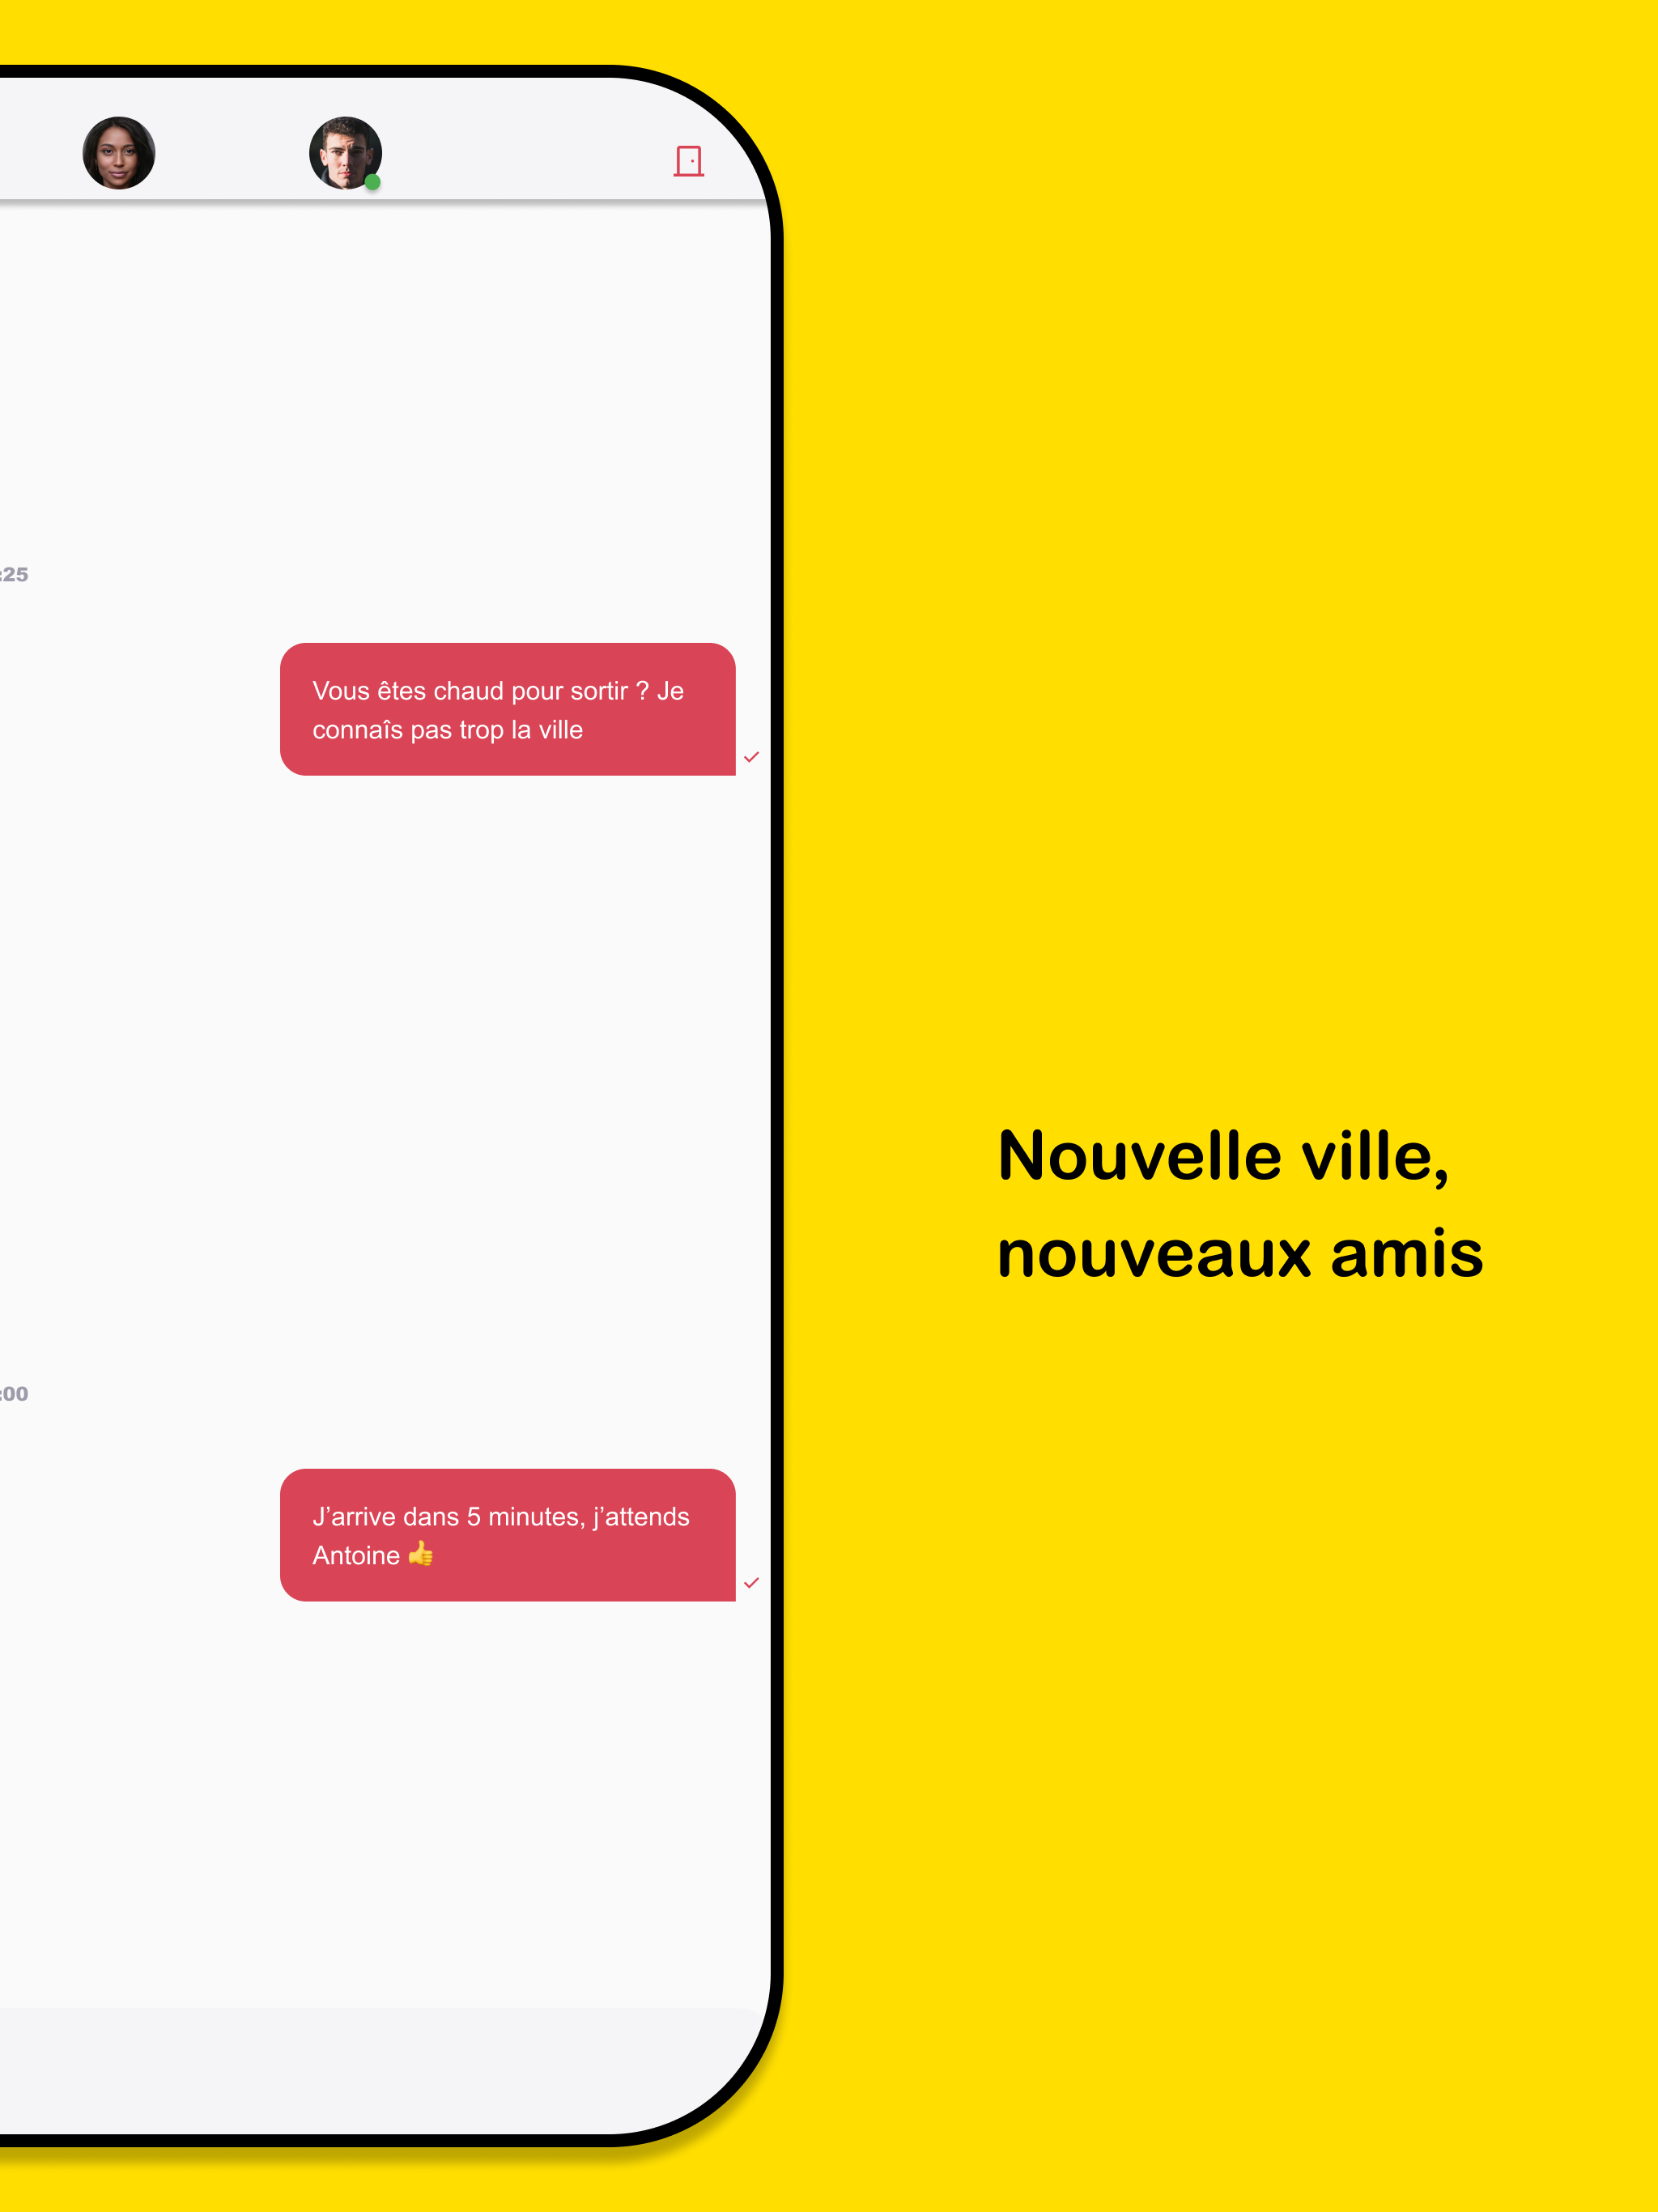 :25
Vous êtes chaud pour sortir ? Je
connaîs pas trop la ville
Nouvelle ville,
nouveaux amis
:00
J’arrive dans 5 minutes, j’attends
Antoine 👍